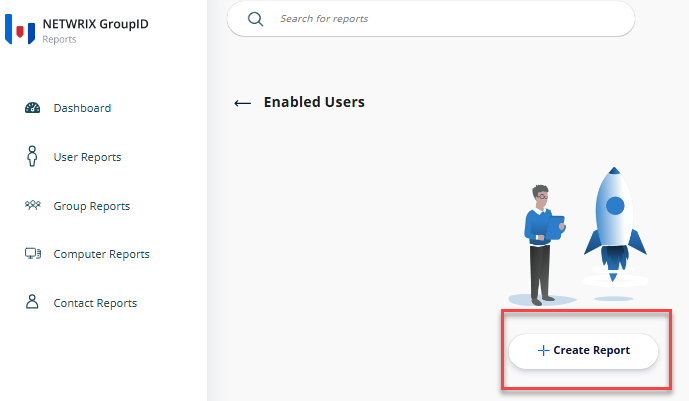 NETWRIX GroupID
Reports
Search for reports
Enabled Users
Dashboard
User Reports
Group Reports
Computer Reports
Contact Reports
Create Report